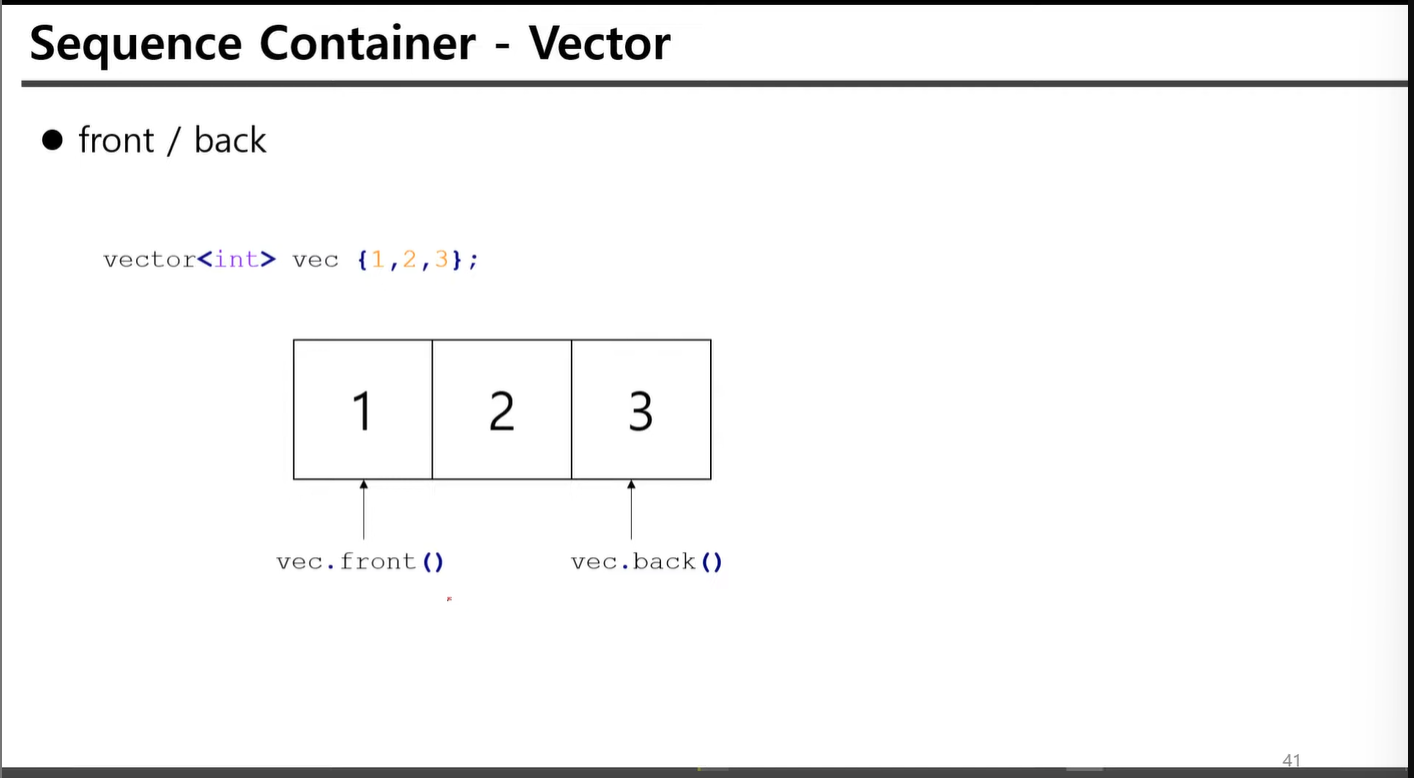 Sequence Container - Vector
● front / back
vector<int> vec {1,2,3};
1 2 3
vec.front() vec.back()
41